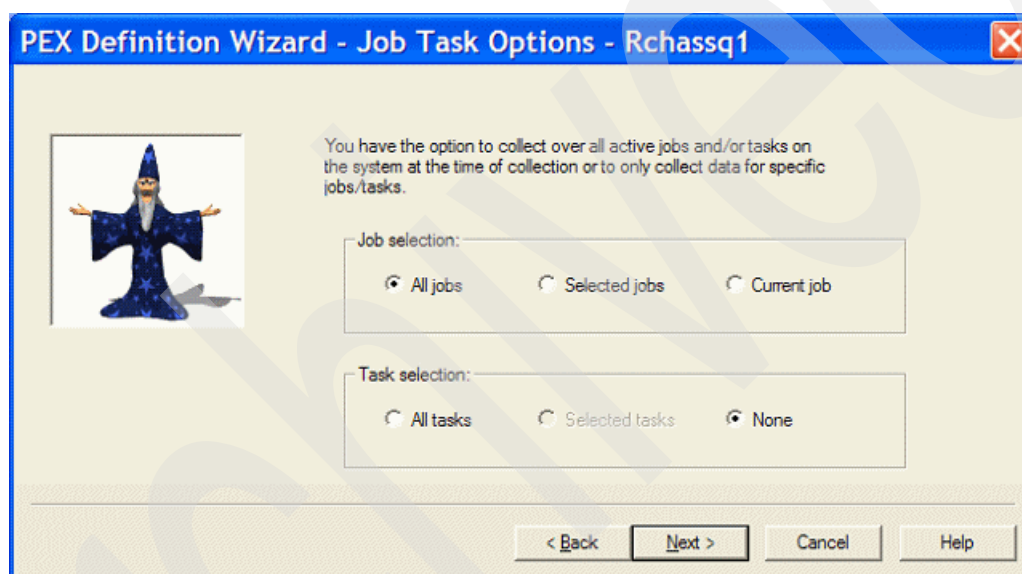 PEX Definition Wizard - Job Task Options - Rchassq1
You have the option to collect over all active jobs and/or tasks on
the system at the time of collection or to only collect data for specific
jobs/tasks.
Job selection:
All jobs
Selected jobs
Current job
Task selection:
All tasks
Selected tasks
None
< Back
Next >
Cancel
Help